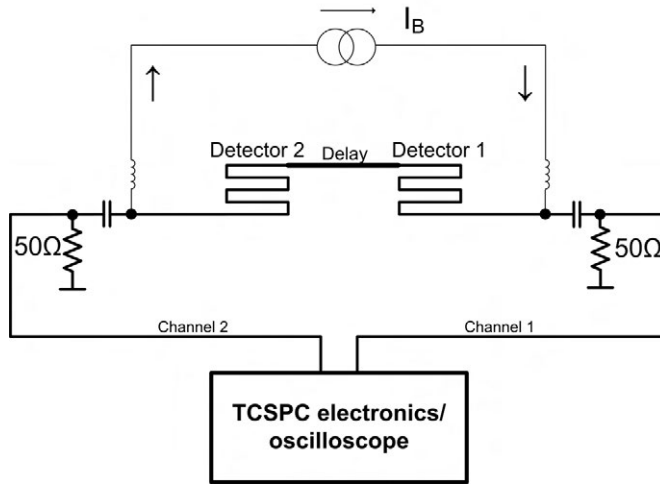 I_B
Detector 2
Delay
Detector 1
50Ω
50Ω
Channel 2
Channel 1
TCSPC electronics/
oscilloscope